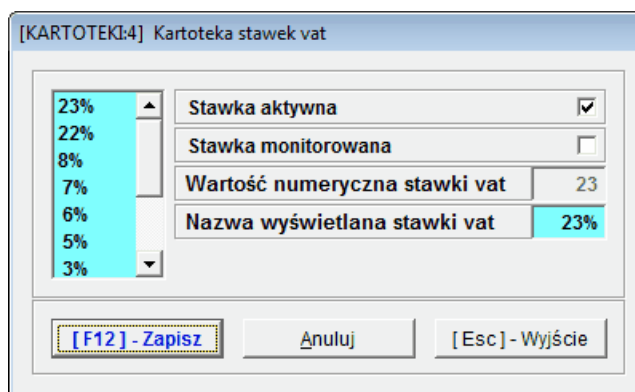 [KARTOTEKI:4] Kartoteka stawek vat
23%
22%
8%
7%
6%
5%
3%
Stawka aktywna
Stawka monitorowana
Wartość numeryczna stawki vat 23
Nazwa wyświetlana stawki vat 23%
[ F12 ] - Zapisz Anuluj [ Esc ] - Wyjście